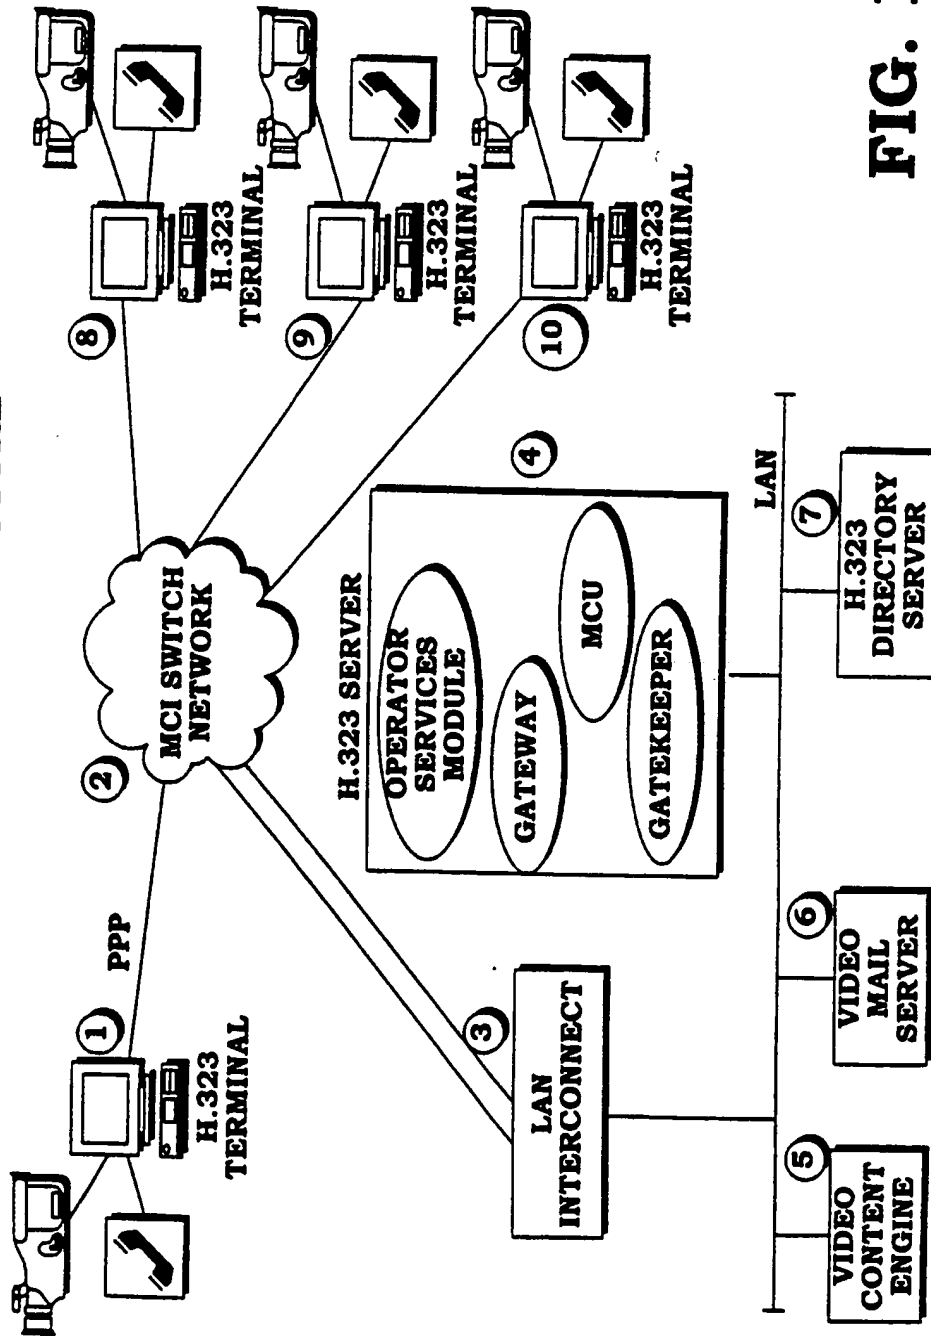 1
H.323
TERMINAL
PPP
2
MCI SWITCH
NETWORK
8
H.323
TERMINAL
9
H.323
TERMINAL
10
H.323
TERMINAL
3
LAN
INTERCONNECT
H.323 SERVER
4
OPERATOR
SERVICES
MODULE
GATEWAY
MCU
GATEKEEPER
LAN
5
VIDEO
CONTENT
ENGINE
6
VIDEO
MAIL
SERVER
7
H.323
DIRECTORY
SERVER
FIG.